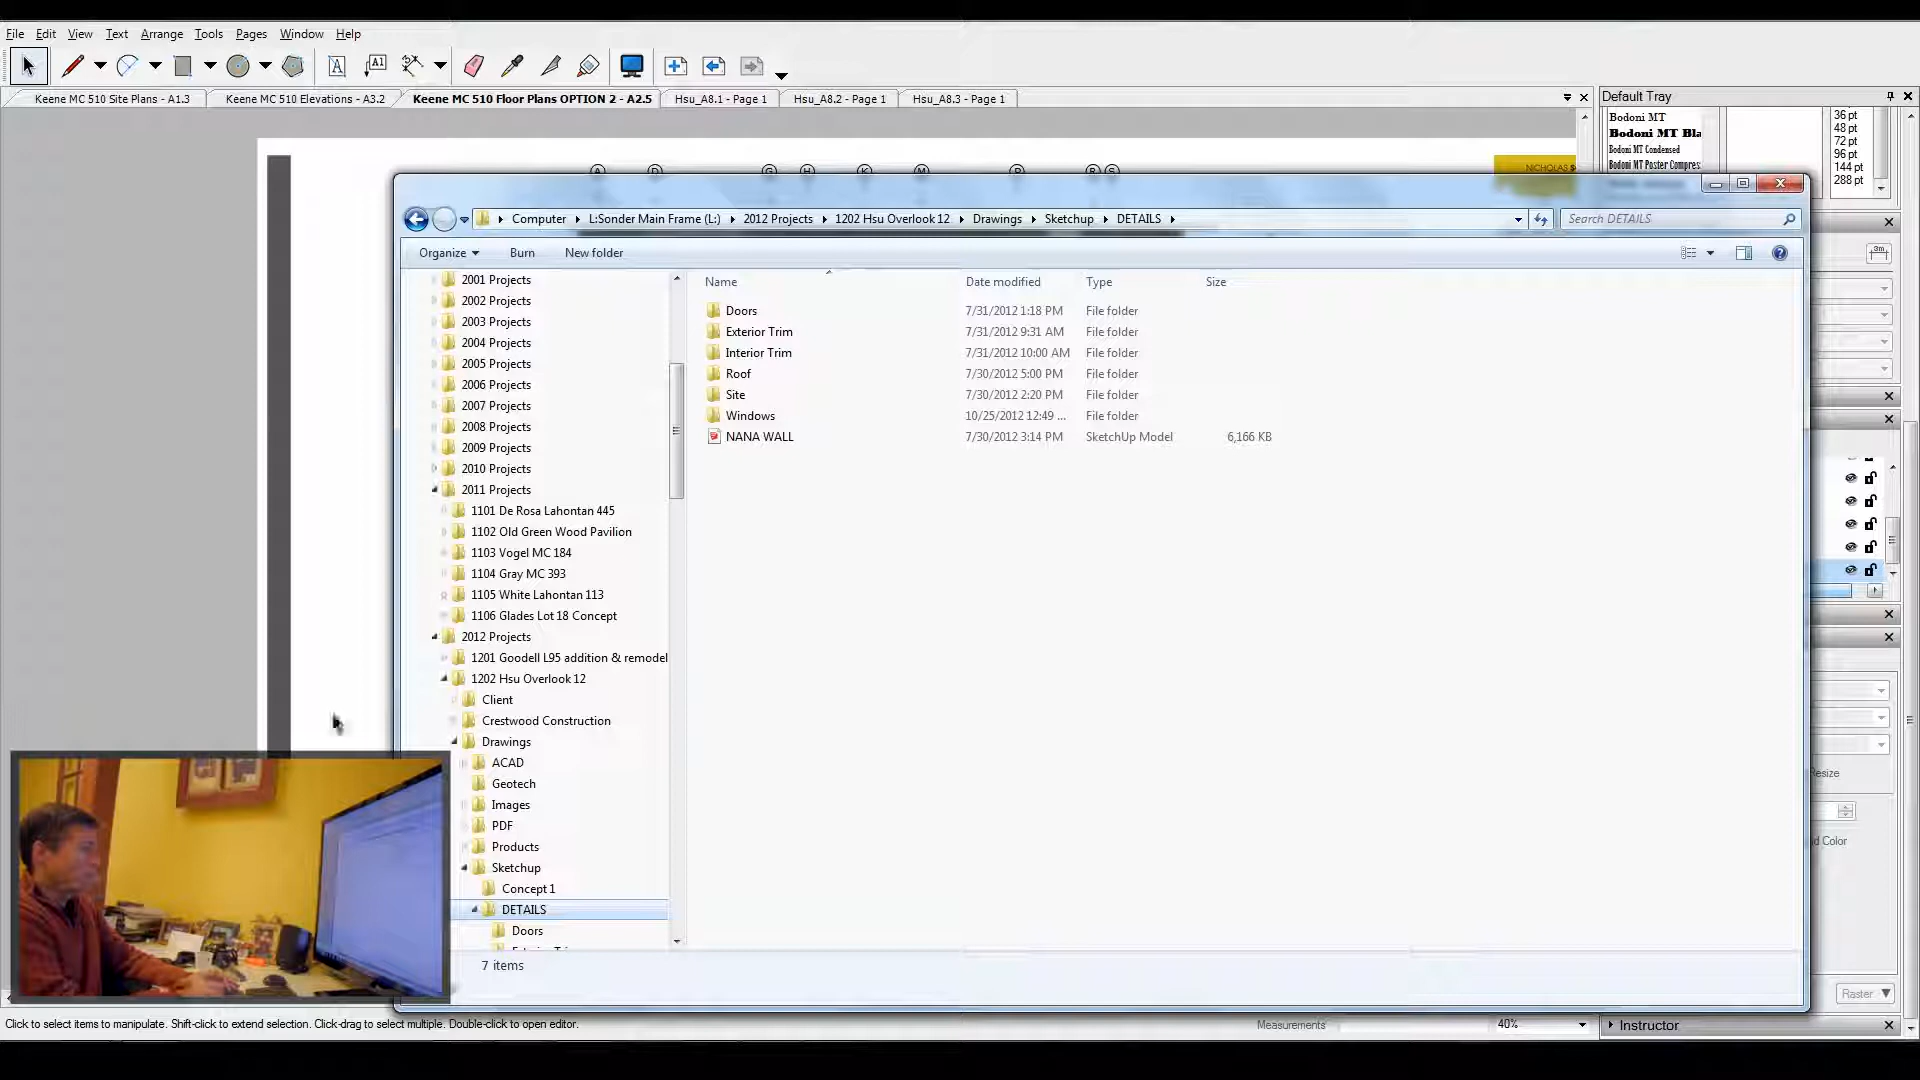 File Edit View Text Arrange Tools Pages Window Help
Keene MC 510 Site Plans - A1.3 Keene MC 510 Elevations - A3.2 Keene MC 510 Floor Plans OPTION 2 - A2.5 Hsu_A8.1 - Page 1 Hsu_A8.2 - Page 1 Hsu_A8.3 - Page 1
Default Tray
Bodoni MT
Bodoni MT Bla
Bodoni MT Condensed
Bodoni MT Poster Compres
36 pt
48 pt
72 pt
96 pt
144 pt
288 pt
A D G H K M P R S
NICHOLAS
Computer L:Sonder Main Frame (L:) 2012 Projects 1202 Hsu Overlook 12 Drawings Sketchup DETAILS
Search DETAILS
Organize Burn New folder
2001 Projects
2002 Projects
2003 Projects
2004 Projects
2005 Projects
2006 Projects
2007 Projects
2008 Projects
2009 Projects
2010 Projects
2011 Projects
1101 De Rosa Lahontan 445
1102 Old Green Wood Pavilion
1103 Vogel MC 184
1104 Gray MC 393
1105 White Lahontan 113
1106 Glades Lot 18 Concept
2012 Projects
1201 Goodell L95 addition & remodel
1202 Hsu Overlook 12
Client
Crestwood Construction
Drawings
ACAD
Geotech
Images
PDF
Products
Sketchup
Concept 1
DETAILS
Doors
Name Date modified Type Size
Doors 7/31/2012 1:18 PM File folder
Exterior Trim 7/31/2012 9:31 AM File folder
Interior Trim 7/31/2012 10:00 AM File folder
Roof 7/30/2012 5:00 PM File folder
Site 7/30/2012 2:20 PM File folder
Windows 10/25/2012 12:49 ... File folder
NANA WALL 7/30/2012 3:14 PM SketchUp Model 6,166 KB
7 items
Resize
d Color
Raster
Click to select items to manipulate. Shift-click to extend selection. Click-drag to select multiple. Double-click to open editor.
Measurements
40%
Instructor